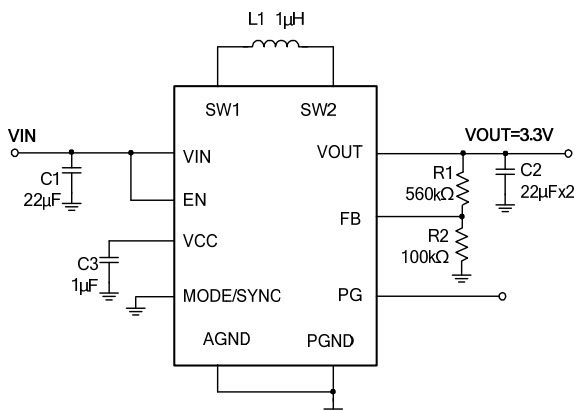 L1 1µH
SW1 SW2
VIN
VOUT=3.3V
VIN
VOUT
C1
22µF
R1
560kΩ
C2
22µFx2
EN
FB
R2
100kΩ
VCC
C3
1µF
MODE/SYNC
PG
AGND
PGND